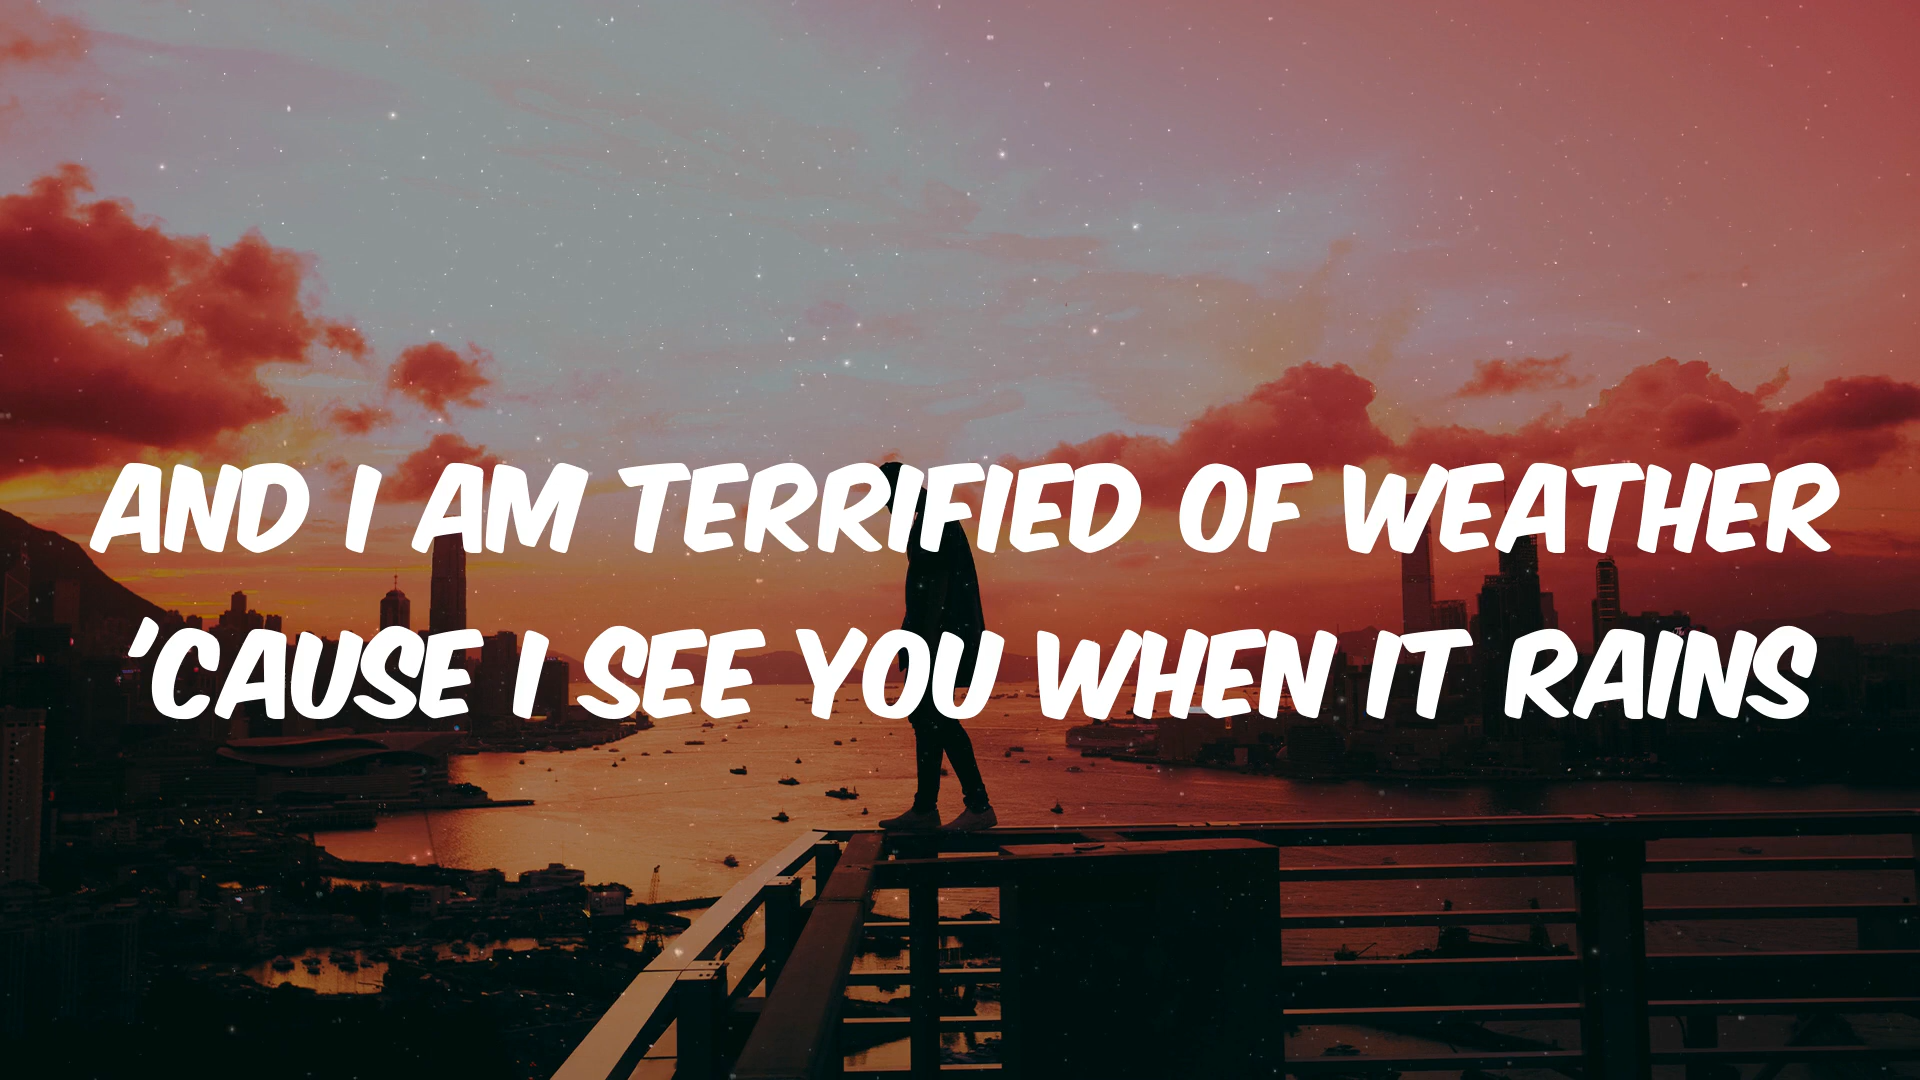 AND I AM TERRIFIED OF WEATHER
'CAUSE I SEE YOU WHEN IT RAINS